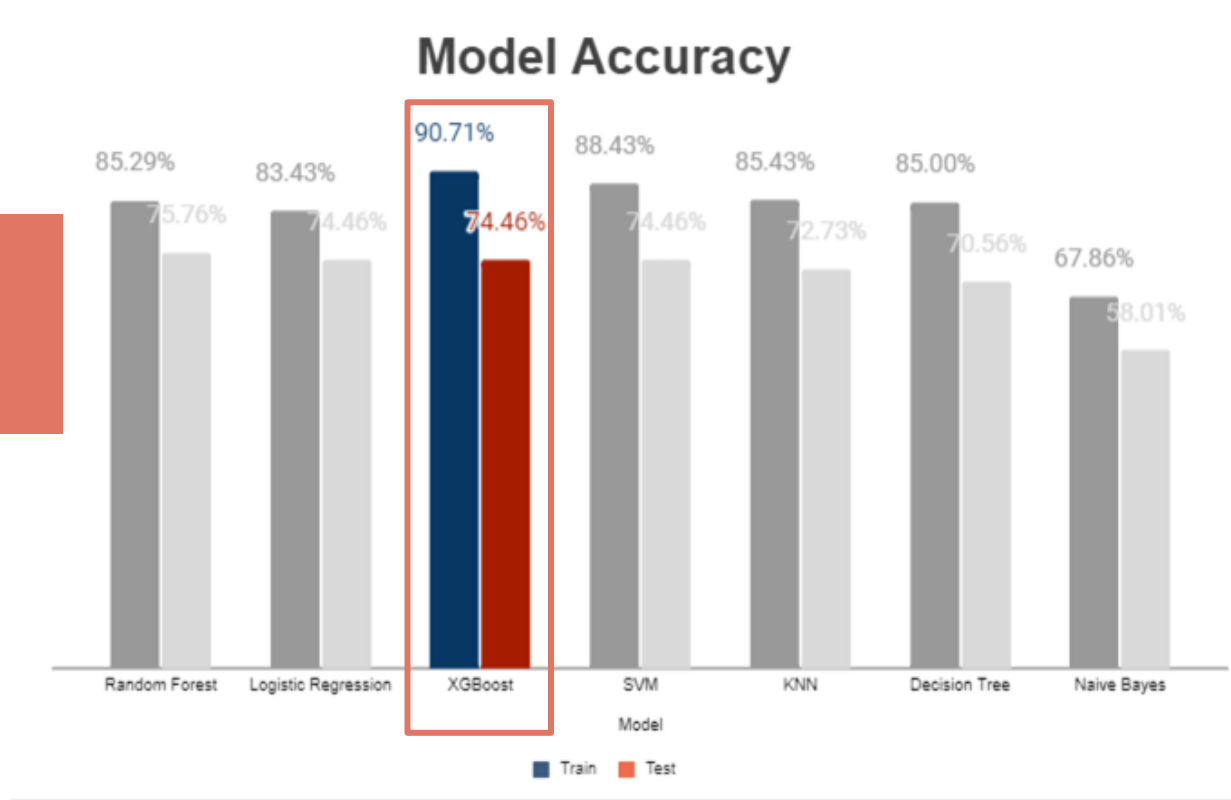 Model Accuracy
90.71%
88.43%
85.29%
83.43%
85.43%
85.00%
75.76%
74.46%
74.46%
74.46%
72.73%
70.56%
67.86%
58.01%
Random Forest
Logistic Regression
XGBoost
SVM
KNN
Decision Tree
Naive Bayes
Model
Train
Test